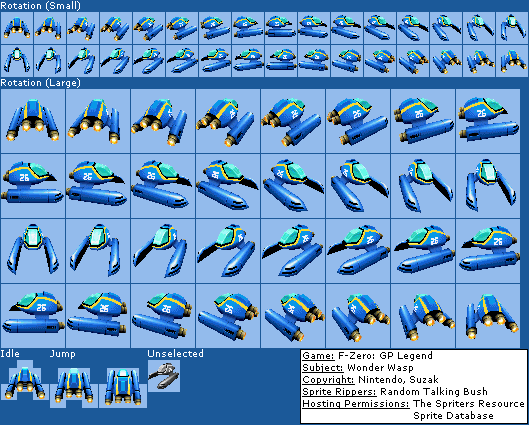 Rotation (Small)
Rotation (Large)
Idle
Jump
Unselected
Game: F-Zero: GP Legend
Subject: Wonder Wasp
Copyright: Nintendo, Suzak
Sprite Rippers: Random Talking Bush
Hosting Permissions: The Spriters Resource
Sprite Database